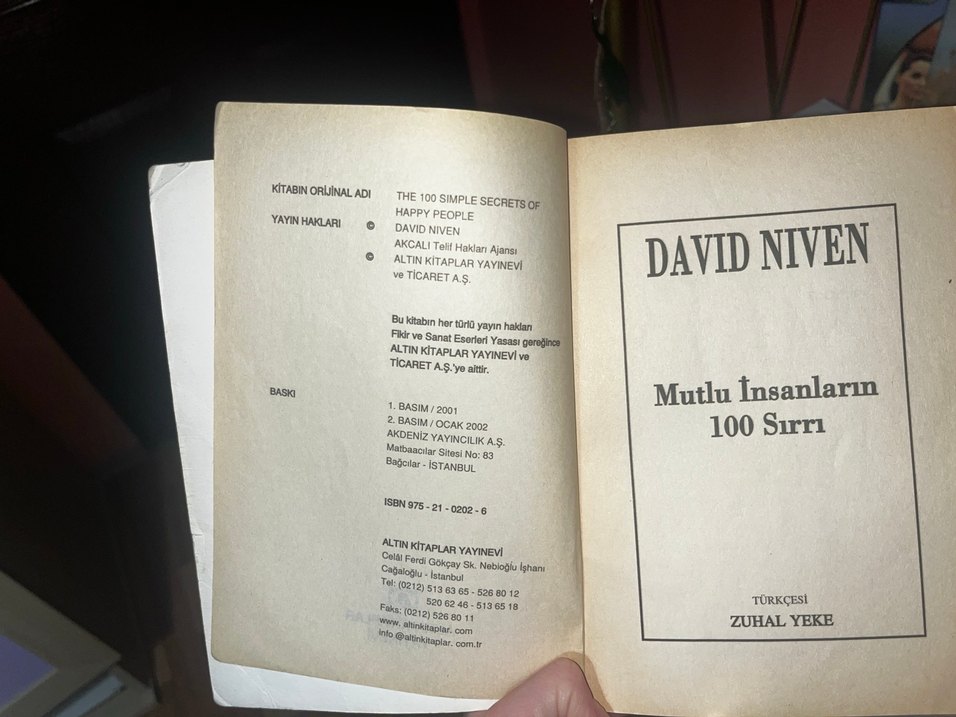 KİTABIN ORİJİNAL ADI THE 100 SIMPLE SECRETS OF
HAPPY PEOPLE
YAYIN HAKLARI © DAVID NIVEN
AKCALI Telif Hakları Ajansı
© ALTIN KİTAPLAR YAYINEVİ
ve TİCARET A.Ş.
Bu kitabın her türlü yayın hakları
Fikir ve Sanat Eserleri Yasası gereğince
ALTIN KİTAPLAR YAYINEVİ ve
TİCARET A.Ş.'ye aittir.
BASKI
1. BASIM / 2001
2. BASIM / OCAK 2002
AKDENİZ YAYINCILIK A.Ş.
Matbaacılar Sitesi No: 83
Bağcılar - İSTANBUL
ISBN 975 - 21 - 0202 - 6
ALTIN KİTAPLAR YAYINEVİ
Celâl Ferdi Gökçay Sk. Nebioğlu İşhanı
Cağaloğlu - İstanbul
Tel: (0212) 513 63 65 - 526 80 12
520 62 46 - 513 65 18
Faks: (0212) 526 80 11
www. altinkitaplar. com
info @altinkitaplar. com.tr
DAVID NIVEN
Mutlu İnsanların
100 Sırrı
TÜRKÇESİ
ZUHAL YEKE